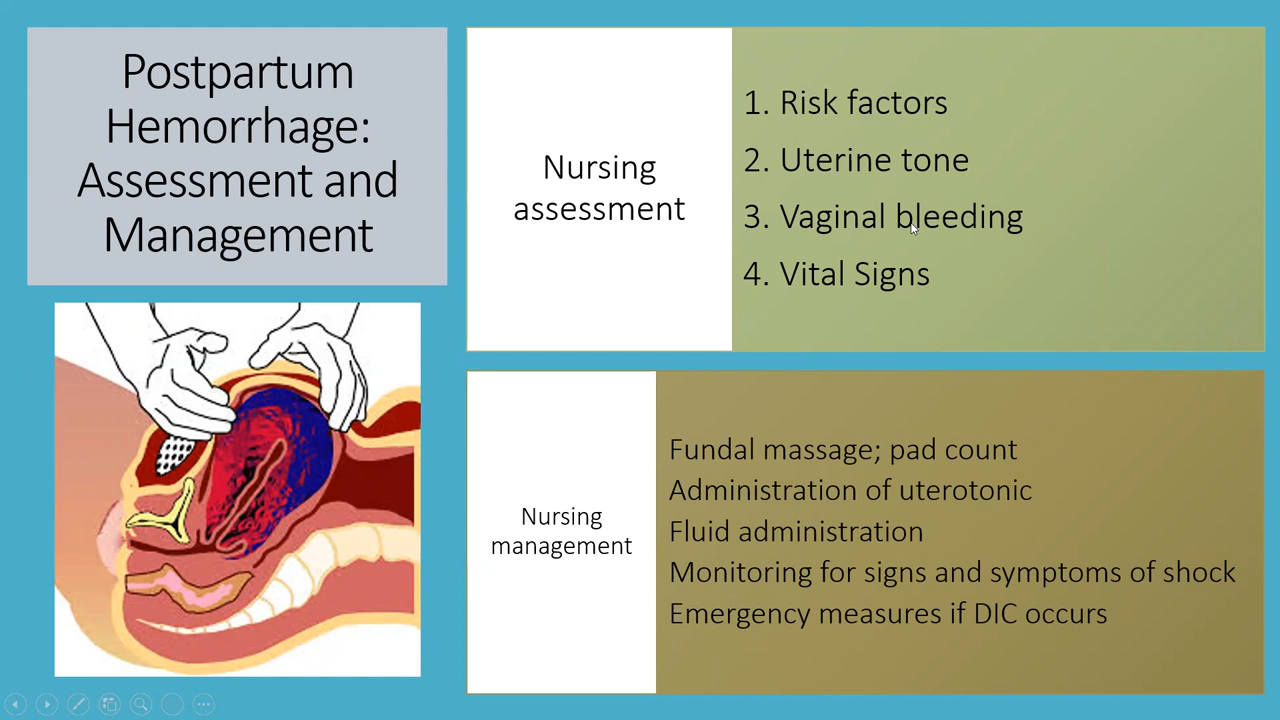 Postpartum
Hemorrhage:
Assessment and
Management
Nursing
assessment
1. Risk factors
2. Uterine tone
3. Vaginal bleeding
4. Vital Signs
Nursing
management
Fundal massage; pad count
Administration of uterotonic
Fluid administration
Monitoring for signs and symptoms of shock
Emergency measures if DIC occurs